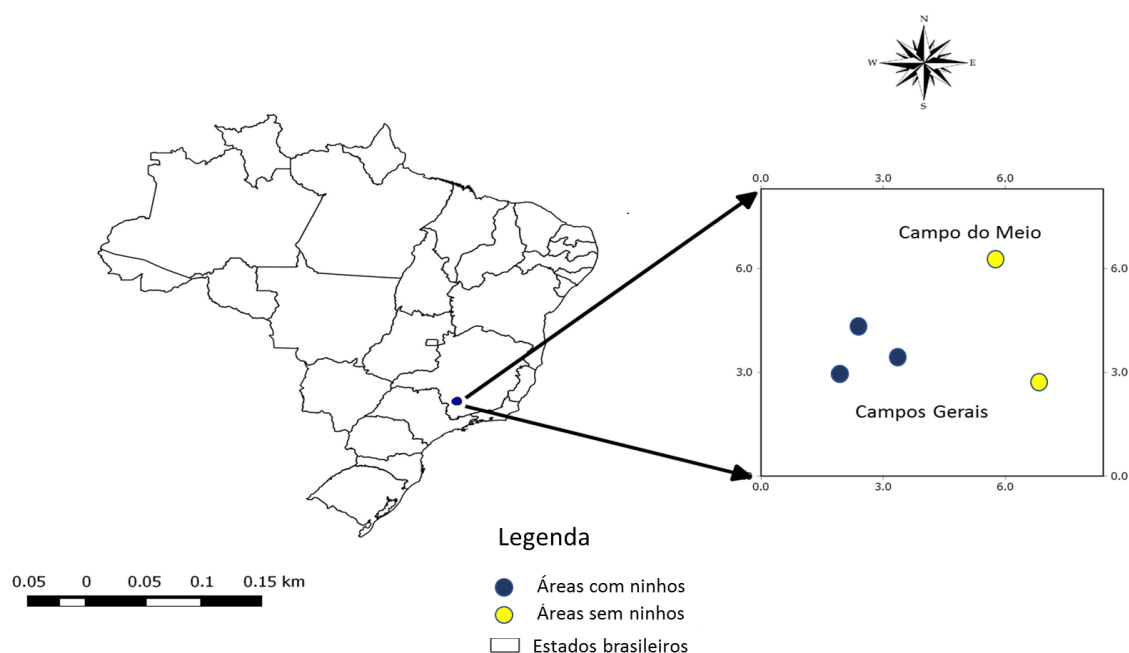 N
W E
S
0.0 3.0 6.0
Campo do Meio
6.0 6.0
3.0 3.0
Campos Gerais
0.0
0.0 3.0 6.0
Legenda
0.05 0 0.05 0.1 0.15 km
Áreas com ninhos
Áreas sem ninhos
Estados brasileiros